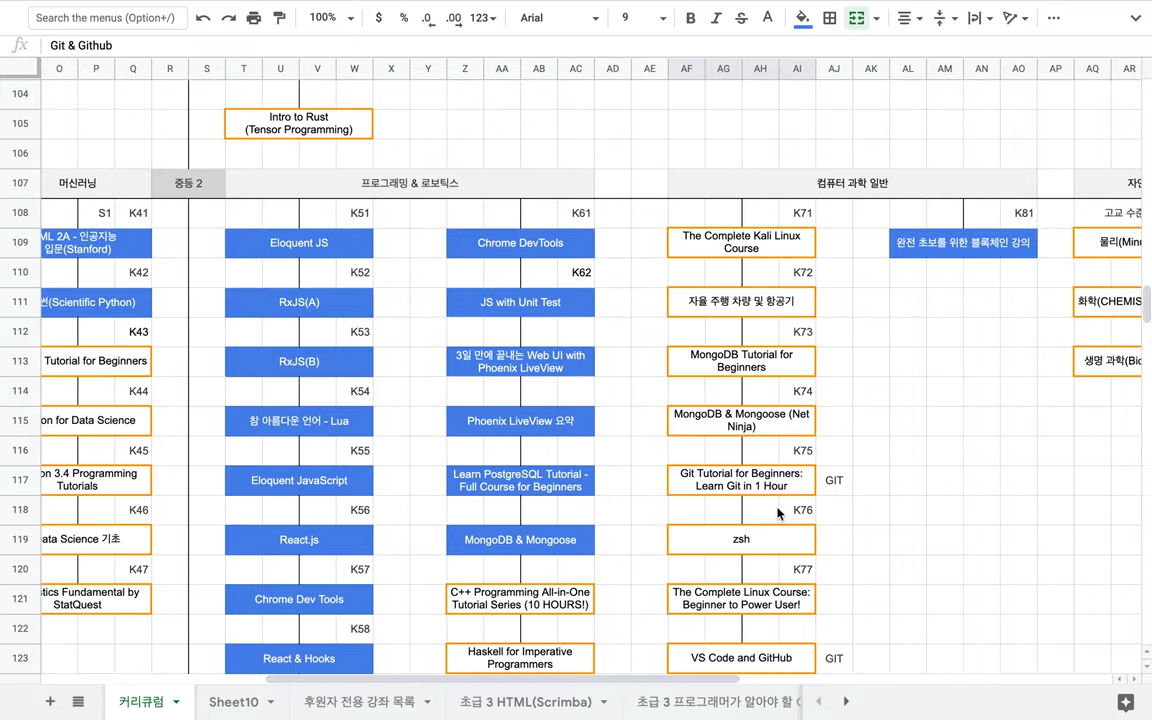 Search the menus (Option+/)
100%
$
%
.0
.00
123
Arial
9
B
I
S
A
fx
Git & Github
O P Q R S T U V W X Y Z AA AB AC AD AE AF AG AH AI AJ AK AL AM AN AO AP AQ AR
104
105
Intro to Rust
(Tensor Programming)
106
107
머신러닝
중등 2
프로그래밍 & 로보틱스
컴퓨터 과학 일반
108
S1
K41
K51
K61
K71
K81
고교 수준
109
ML 2A - 인공지능
입문(Stanford)
Eloquent JS
Chrome DevTools
The Complete Kali Linux
Course
완전 초보를 위한 블록체인 강의
110
K42
K52
K62
K72
111
(Scientific Python)
RxJS(A)
JS with Unit Test
자율 주행 차량 및 항공기
화학(CHEMIS
112
K43
K53
K73
113
Tutorial for Beginners
RxJS(B)
3일 만에 끝내는 Web UI with
Phoenix LiveView
MongoDB Tutorial for
Beginners
생명 과학(Bio
114
K44
K54
K74
115
on for Data Science
참 아름다운 언어 - Lua
Phoenix LiveView 요약
MongoDB & Mongoose (Net
Ninja)
116
K45
K55
K75
117
on 3.4 Programming
Tutorials
Eloquent JavaScript
Learn PostgreSQL Tutorial -
Full Course for Beginners
Git Tutorial for Beginners:
Learn Git in 1 Hour
GIT
118
K46
K56
K76
119
ata Science 기초
React.js
MongoDB & Mongoose
zsh
120
K47
K57
K77
121
stics Fundamental by
StatQuest
Chrome Dev Tools
C++ Programming All-in-One
Tutorial Series (10 HOURS!)
The Complete Linux Course:
Beginner to Power User!
122
K58
123
React & Hooks
Haskell for Imperative
Programmers
VS Code and GitHub
GIT
커리큘럼
Sheet10
후원자 전용 강좌 목록
초급 3 HTML(Scrimba)
초급 3 프로그래머가 알아야 할